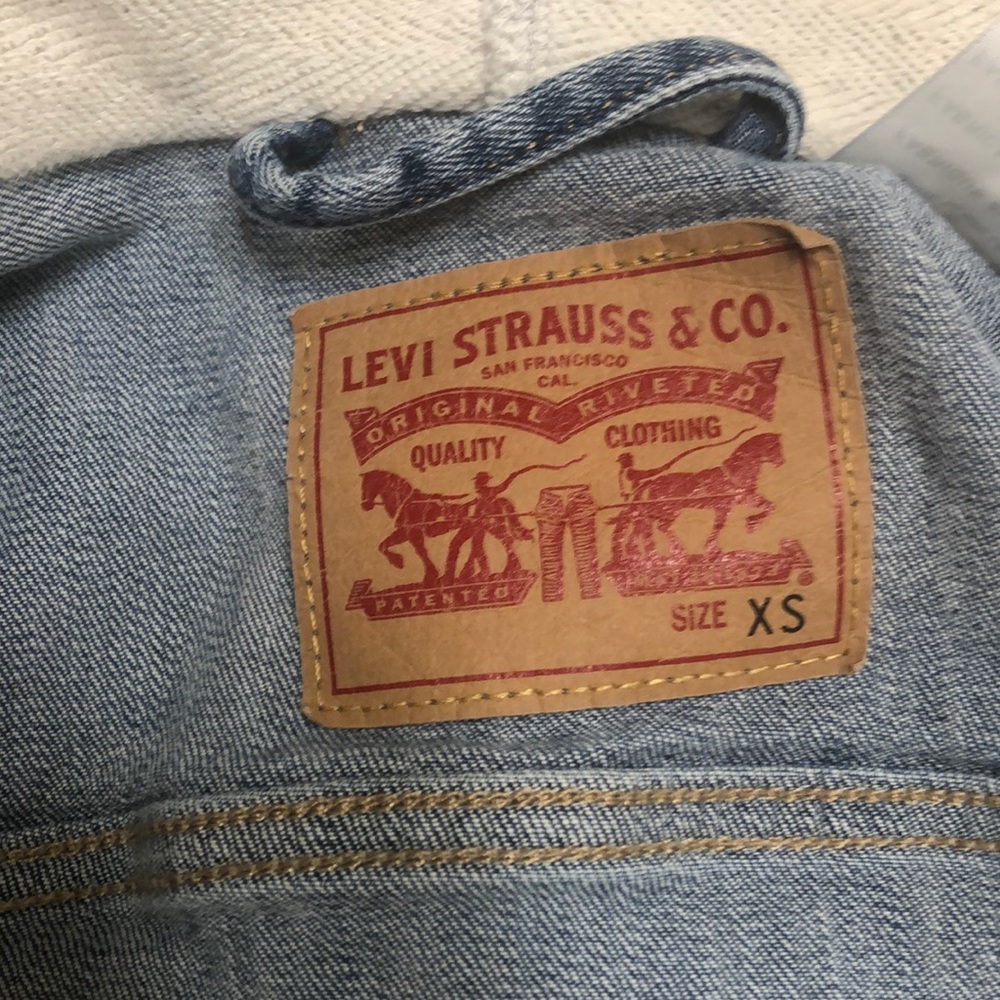 LEVI STRAUSS & CO.
SAN FRANCISCO
CAL.
ORIGINAL RIVETED
QUALITY CLOTHING
PATENTED
SIZE XS